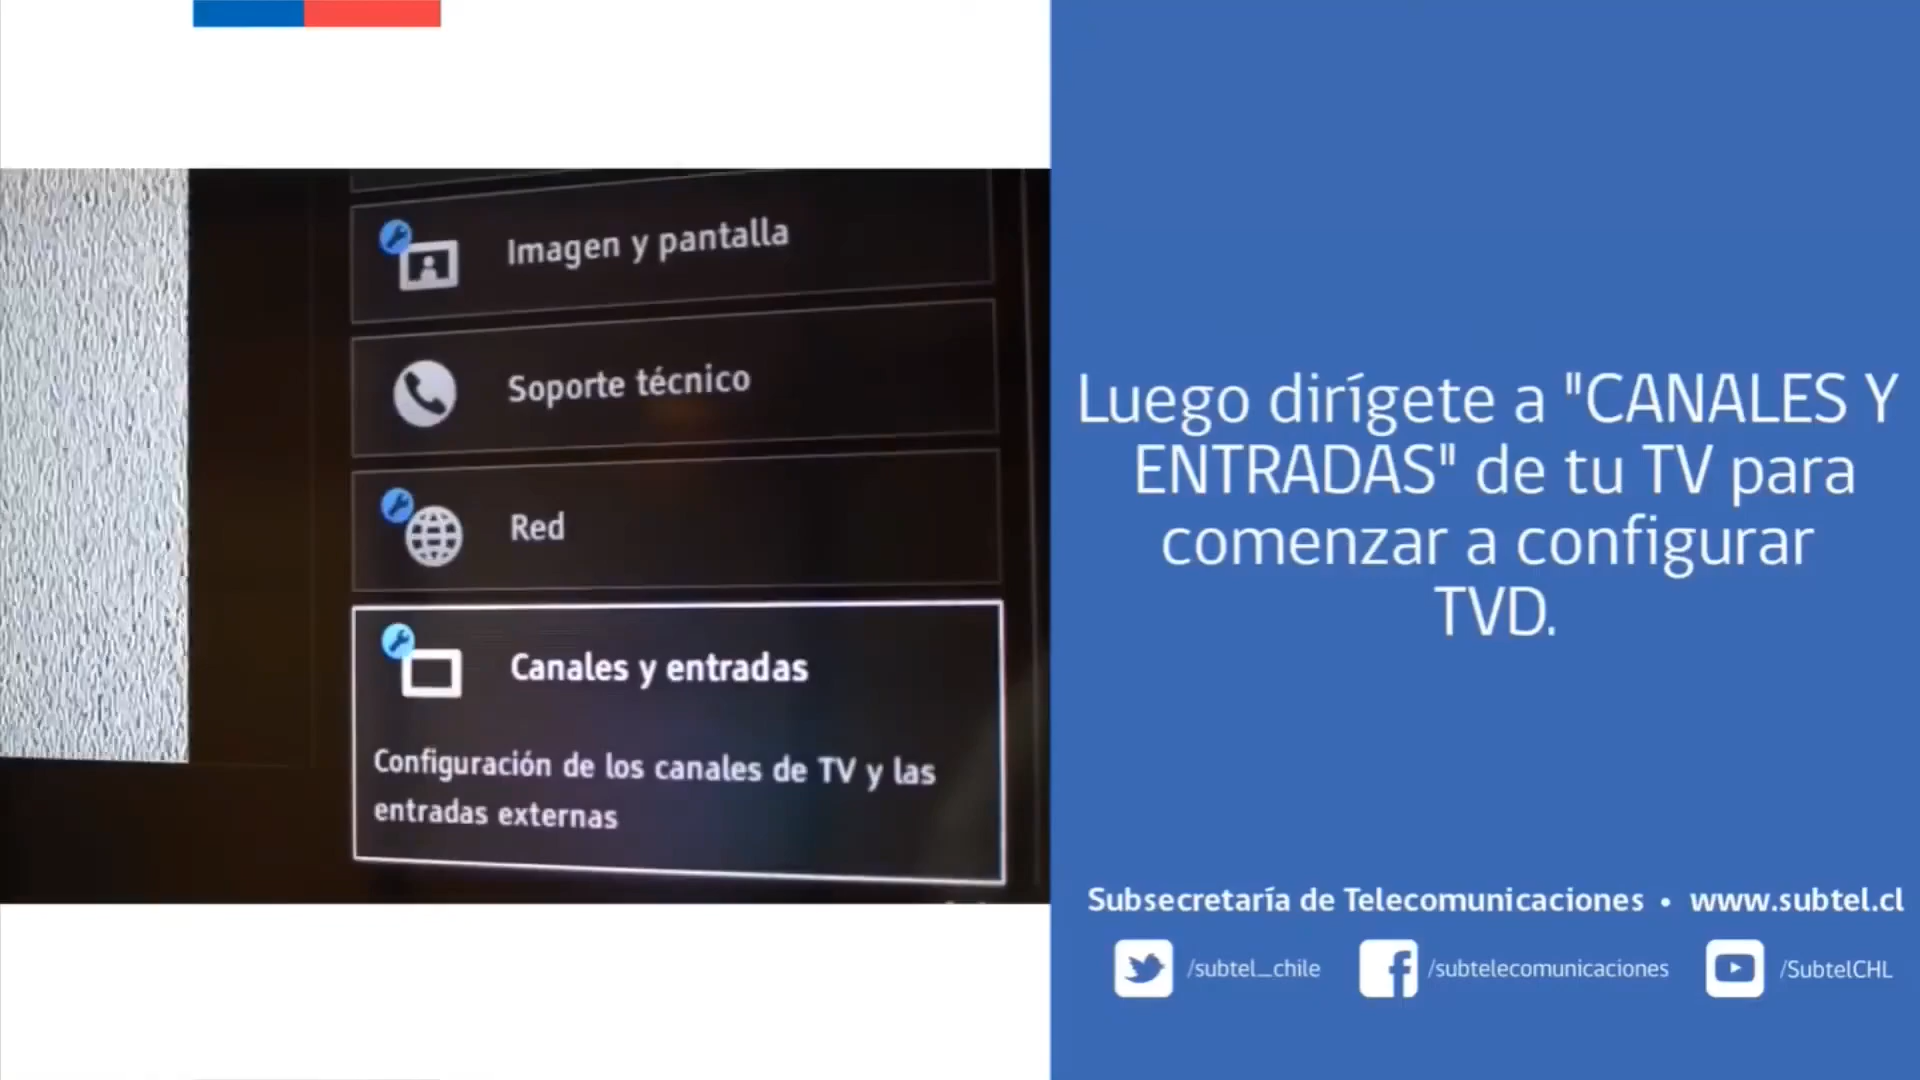 Imagen y pantalla
Soporte técnico
Red
Canales y entradas
Configuración de los canales de TV y las
entradas externas
Luego dirígete a "CANALES Y
ENTRADAS" de tu TV para
comenzar a configurar
TVD.
Subsecretaría de Telecomunicaciones • www.subtel.cl
/subtel_chile /subtelecomunicaciones /SubtelCHL